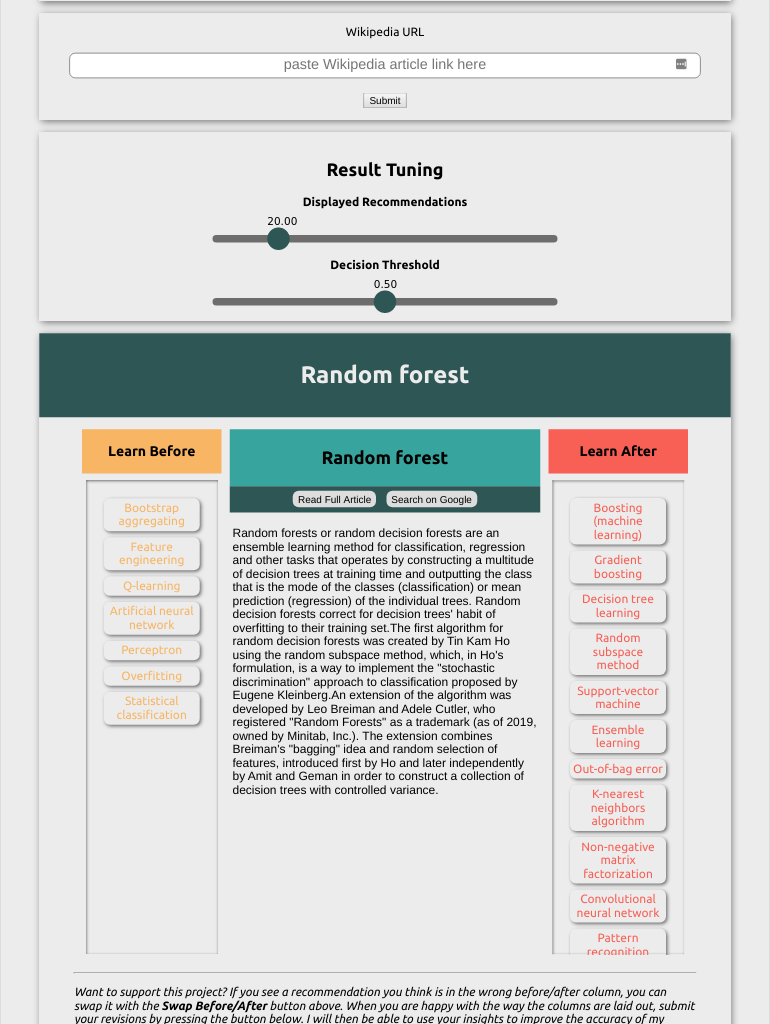 Wikipedia URL
paste Wikipedia article link here
Submit
Result Tuning
Displayed Recommendations
20.00
Decision Threshold
0.50
Random forest
Learn Before
Bootstrap
aggregating
Feature
engineering
Q-learning
Artificial neural
network
Perceptron
Overfitting
Statistical
classification
Random forest
Read Full Article Search on Google
Random forests or random decision forests are an
ensemble learning method for classification, regression
and other tasks that operates by constructing a multitude
of decision trees at training time and outputting the class
that is the mode of the classes (classification) or mean
prediction (regression) of the individual trees. Random
decision forests correct for decision trees' habit of
overfitting to their training set.The first algorithm for
random decision forests was created by Tin Kam Ho
using the random subspace method, which, in Ho's
formulation, is a way to implement the "stochastic
discrimination" approach to classification proposed by
Eugene Kleinberg.An extension of the algorithm was
developed by Leo Breiman and Adele Cutler, who
registered "Random Forests" as a trademark (as of 2019,
owned by Minitab, Inc.). The extension combines
Breiman's "bagging" idea and random selection of
features, introduced first by Ho and later independently
by Amit and Geman in order to construct a collection of
decision trees with controlled variance.
Learn After
Boosting
(machine
learning)
Gradient
boosting
Decision tree
learning
Random
subspace
method
Support-vector
machine
Ensemble
learning
Out-of-bag error
K-nearest
neighbors
algorithm
Non-negative
matrix
factorization
Convolutional
neural network
Pattern
recognition
Want to support this project? If you see a recommendation you think is in the wrong before/after column, you can
swap it with the Swap Before/After button above. When you are happy with the way the columns are laid out, submit
your revisions by pressing the button below. I will then be able to use your insights to improve the accuracy of my